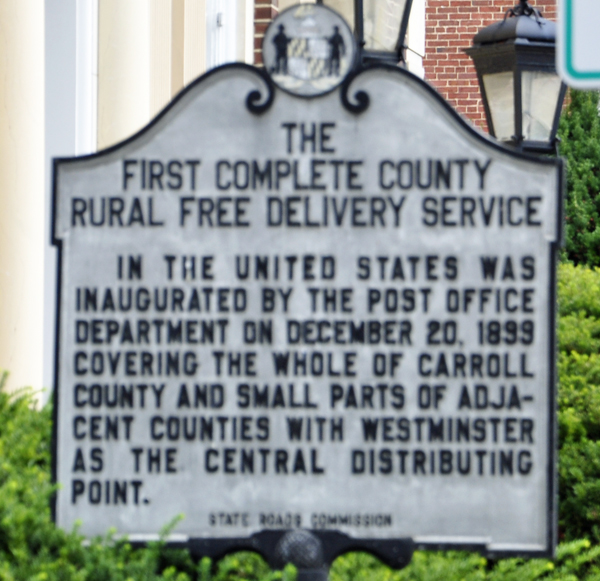 THE
FIRST COMPLETE COUNTY
RURAL FREE DELIVERY SERVICE
IN THE UNITED STATES WAS
INAUGURATED BY THE POST OFFICE
DEPARTMENT ON DECEMBER 20, 1899
COVERING THE WHOLE OF CARROLL
COUNTY AND SMALL PARTS OF ADJA-
CENT COUNTIES WITH WESTMINSTER
AS THE CENTRAL DISTRIBUTING
POINT.
STATE ROADS COMMISSION